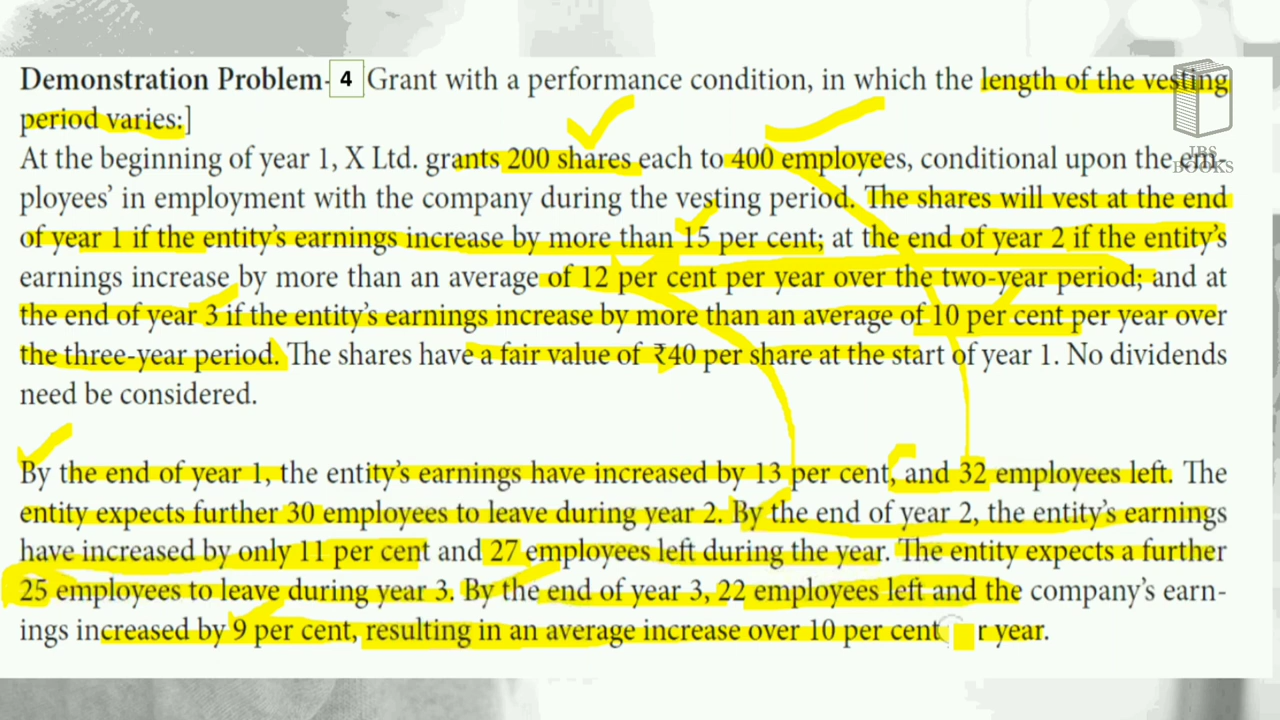 Demonstration Problem- 4 Grant with a performance condition, in which the length of the vesting
period varies:]
At the beginning of year 1, X Ltd. grants 200 shares each to 400 employees, conditional upon the em-
ployees’ in employment with the company during the vesting period. The shares will vest at the end
of year 1 if the entity’s earnings increase by more than 15 per cent; at the end of year 2 if the entity’s
earnings increase by more than an average of 12 per cent per year over the two-year period; and at
the end of year 3 if the entity’s earnings increase by more than an average of 10 per cent per year over
the three-year period. The shares have a fair value of ₹40 per share at the start of year 1. No dividends
need be considered.
By the end of year 1, the entity’s earnings have increased by 13 per cent, and 32 employees left. The
entity expects further 30 employees to leave during year 2. By the end of year 2, the entity’s earnings
have increased by only 11 per cent and 27 employees left during the year. The entity expects a further
25 employees to leave during year 3. By the end of year 3, 22 employees left and the company’s earn-
ings increased by 9 per cent, resulting in an average increase over 10 per cent r year.
JBS
BOOKS